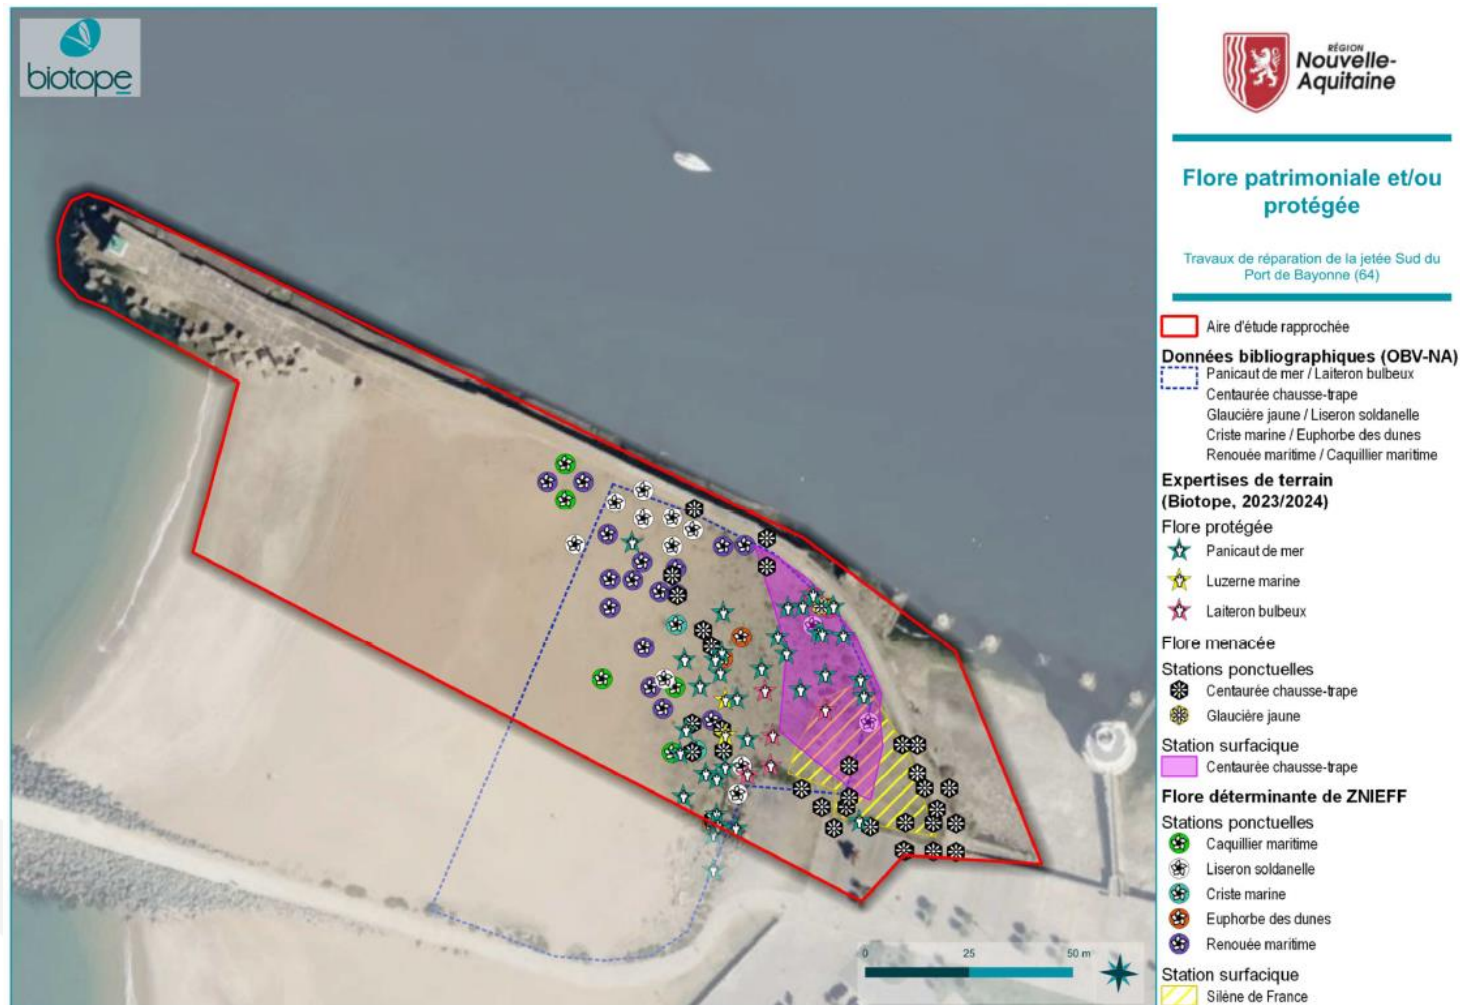 biotope
RÉGION
Nouvelle-
Aquitaine
Flore patrimoniale et/ou
protégée
Travaux de réparation de la jetée Sud du
Port de Bayonne (64)
Aire d'étude rapprochée
Données bibliographiques (OBV-NA)
Panicaut de mer / Laiteron bulbeux
Centaurée chausse-trape
Glaucière jaune / Liseron soldanelle
Criste marine / Euphorbe des dunes
Renouée maritime / Caquillier maritime
Expertises de terrain
(Biotope, 2023/2024)
Flore protégée
Panicaut de mer
Luzerne marine
Laiteron bulbeux
Flore menacée
Stations ponctuelles
Centaurée chausse-trape
Glaucière jaune
Station surfacique
Centaurée chausse-trape
Flore déterminante de ZNIEFF
Stations ponctuelles
Caquillier maritime
Liseron soldanelle
Criste marine
Euphorbe des dunes
Renouée maritime
Station surfacique
Silène de France
0 25 50 m